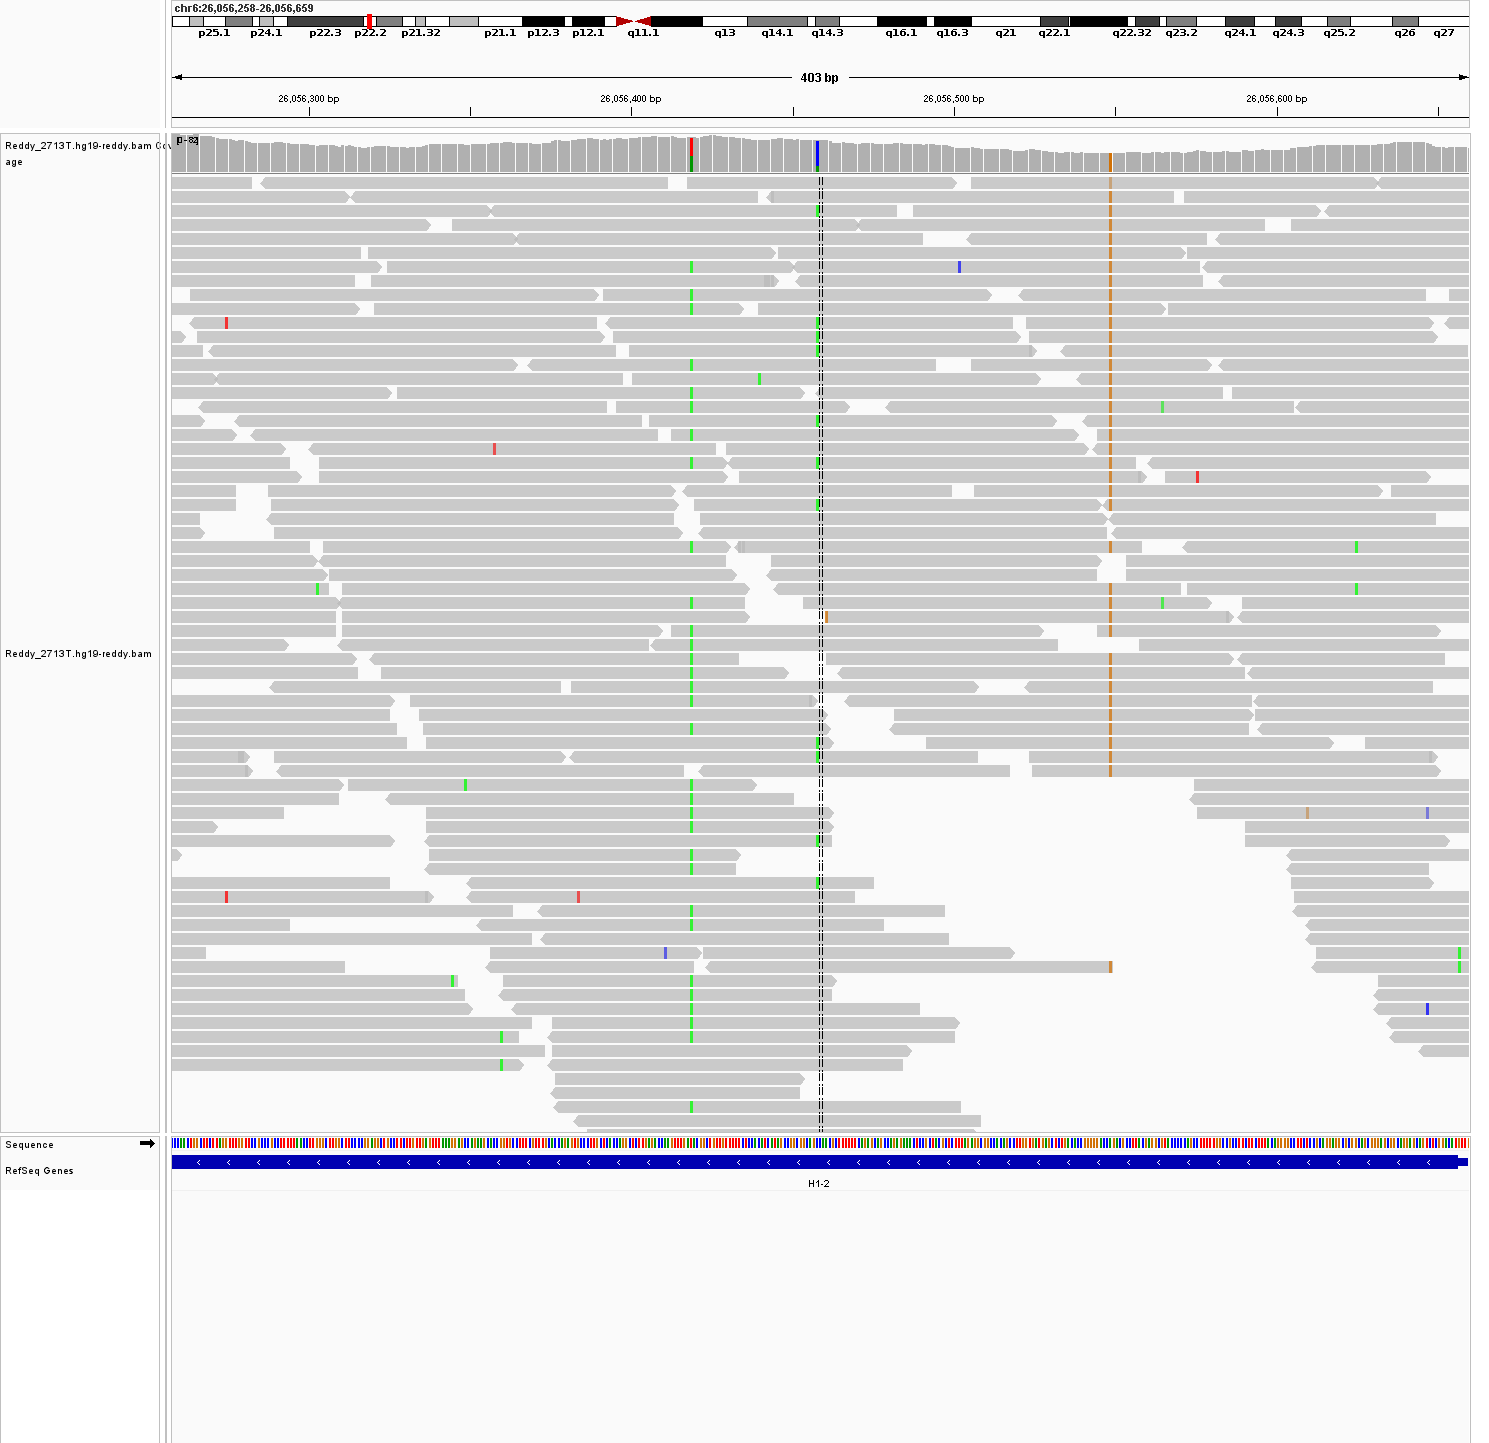 chr6:26,056,258-26,056,659
p25.1 p24.1 p22.3 p22.2 p21.32 p21.1 p12.3 p12.1 q11.1 q13 q14.1 q14.3 q16.1 q16.3 q21 q22.1 q22.32 q23.2 q24.1 q24.3 q25.2 q26 q27
403 bp
26,056,300 bp 26,056,400 bp 26,056,500 bp 26,056,600 bp
[0-82]
Reddy_2713T.hg19-reddy.bam Cov
age
Reddy_2713T.hg19-reddy.bam
Sequence
RefSeq Genes
H1-2